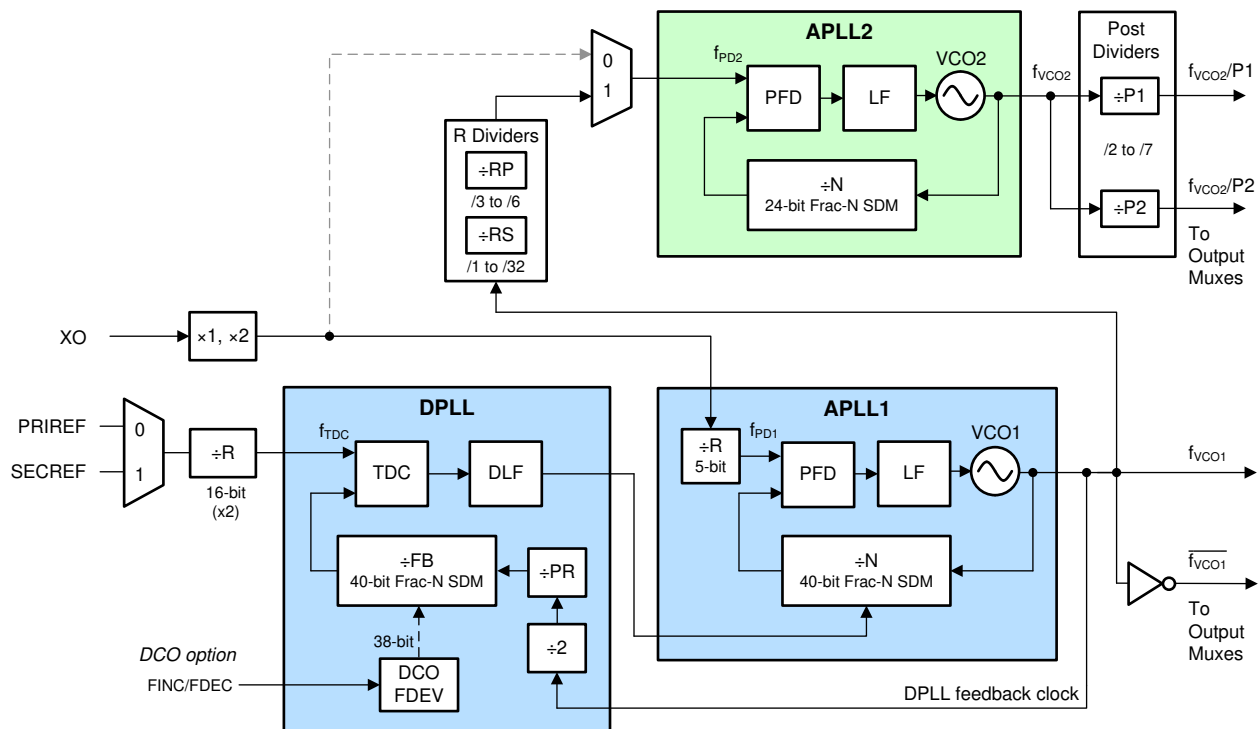 APLL2
Post
Dividers
0
1
f_PD2
VCO2
f_VCO2
f_VCO2/P1
PFD
LF
÷P1
R Dividers
÷RP
/3 to /6
÷RS
/1 to /32
÷N
24-bit Frac-N SDM
/2 to /7
f_VCO2/P2
÷P2
To
Output
Muxes
XO
×1, ×2
DPLL
APLL1
PRIREF
SECREF
0
1
÷R
16-bit
(x2)
f_TDC
TDC
DLF
÷R
5-bit
f_PD1
PFD
LF
VCO1
f_VCO1
÷FB
40-bit Frac-N SDM
÷PR
÷N
40-bit Frac-N SDM
f_VCO1
To
Output
Muxes
38-bit
÷2
DCO option
FINC/FDEC
DCO
FDEV
DPLL feedback clock